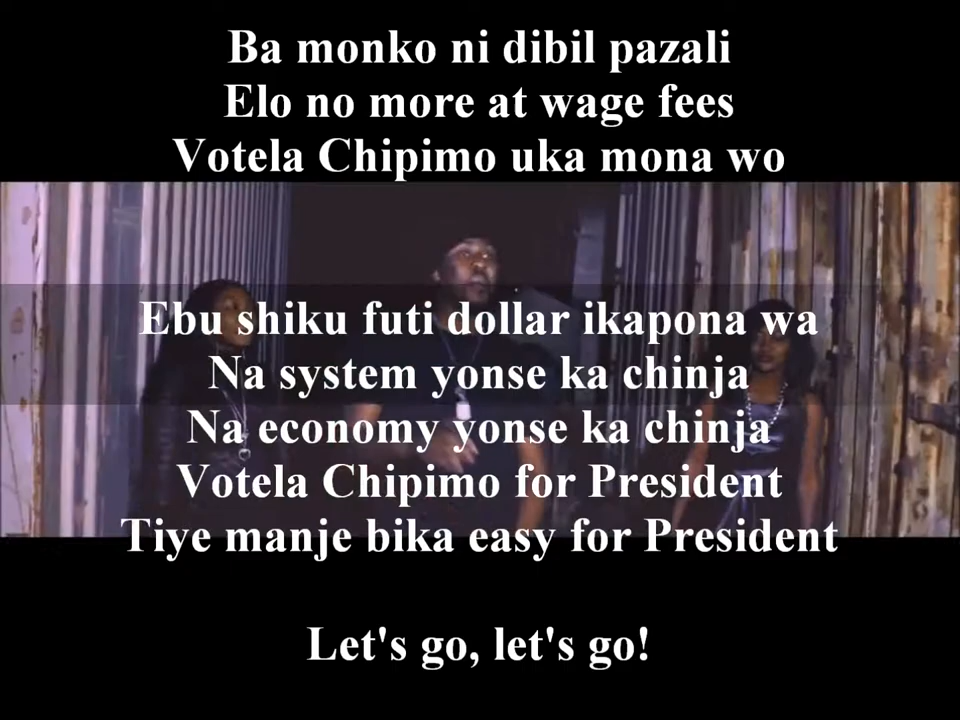 Ba monko ni dibil pazali
Elo no more at wage fees
Votela Chipimo uka mona wo
Ebu shiku futi dollar ikapona wa
Na system yonse ka chinja
Na economy yonse ka chinja
Votela Chipimo for President
Tiye manje bika easy for President
Let's go, let's go!